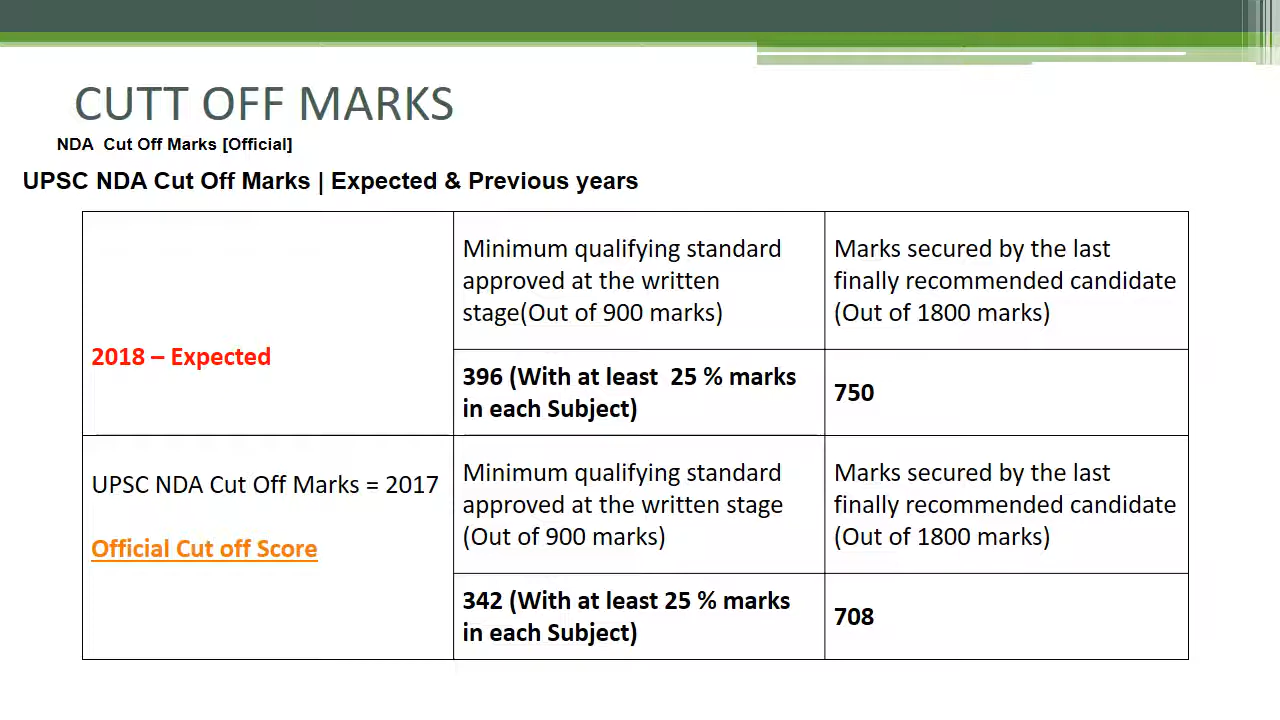 CUTT OFF MARKS
NDA  Cut Off Marks [Official]
UPSC NDA Cut Off Marks | Expected & Previous years
2018 – Expected
Minimum qualifying standard
approved at the written
stage(Out of 900 marks)
Marks secured by the last
finally recommended candidate
(Out of 1800 marks)
396 (With at least  25 % marks
in each Subject)
750
UPSC NDA Cut Off Marks = 2017
Official Cut off Score
Minimum qualifying standard
approved at the written stage
(Out of 900 marks)
Marks secured by the last
finally recommended candidate
(Out of 1800 marks)
342 (With at least 25 % marks
in each Subject)
708